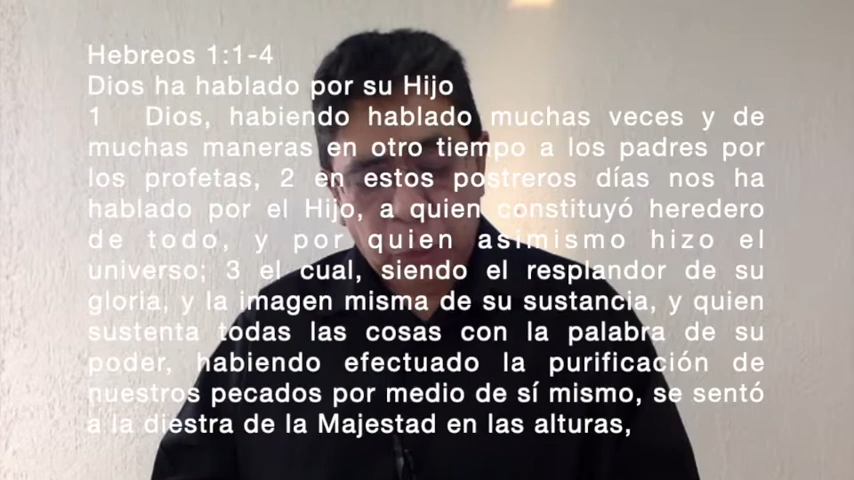 Hebreos 1:1-4
Dios ha hablado por su Hijo
1 Dios, habiendo hablado muchas veces y de
muchas maneras en otro tiempo a los padres por
los profetas, 2 en estos postreros días nos ha
hablado por el Hijo, a quien constituyó heredero
de todo, y por quien asimismo hizo el
universo; 3 el cual, siendo el resplandor de su
gloria, y la imagen misma de su sustancia, y quien
sustenta todas las cosas con la palabra de su
poder, habiendo efectuado la purificación de
nuestros pecados por medio de sí mismo, se sentó
a la diestra de la Majestad en las alturas,